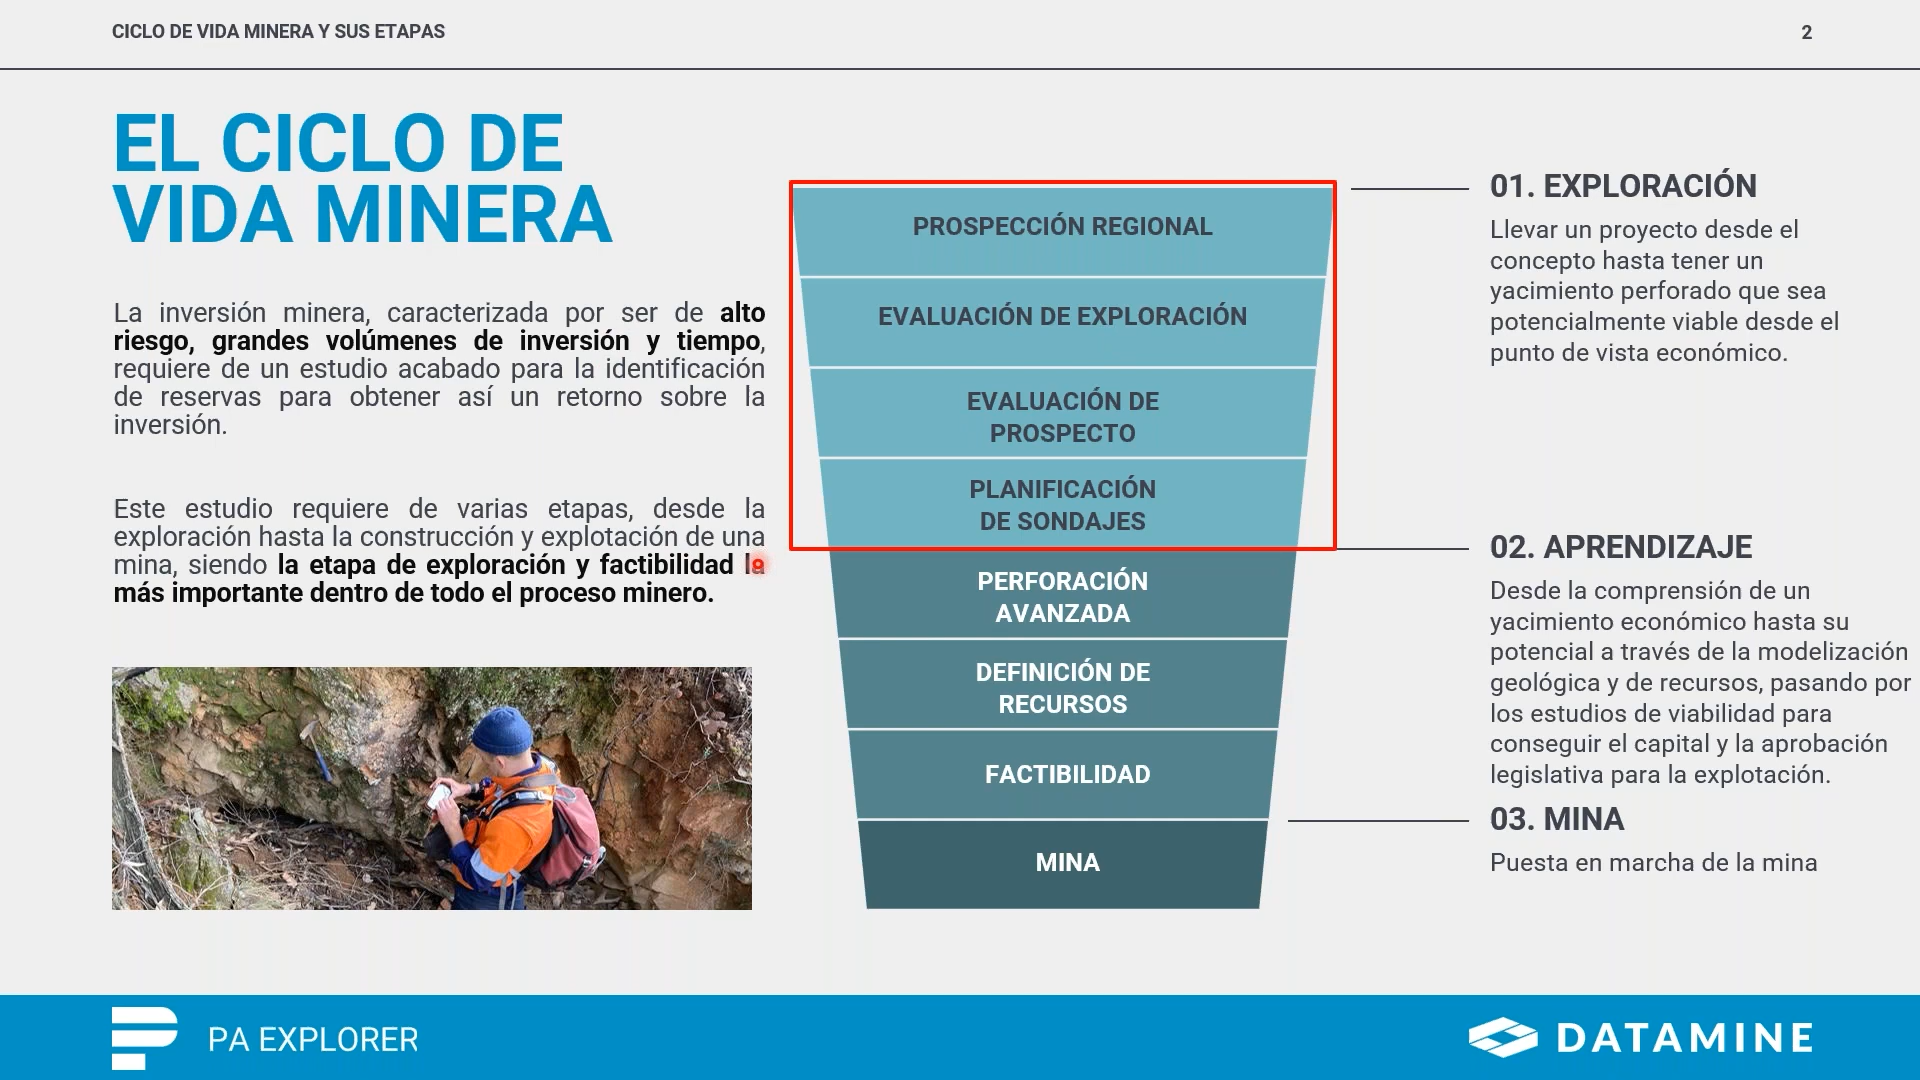 CICLO DE VIDA MINERA Y SUS ETAPAS
2
EL CICLO DE
VIDA MINERA
La inversión minera, caracterizada por ser de alto
riesgo, grandes volúmenes de inversión y tiempo,
requiere de un estudio acabado para la identificación
de reservas para obtener así un retorno sobre la
inversión.
Este estudio requiere de varias etapas, desde la
exploración hasta la construcción y explotación de una
mina, siendo la etapa de exploración y factibilidad la
más importante dentro de todo el proceso minero.
PROSPECCIÓN REGIONAL
EVALUACIÓN DE EXPLORACIÓN
EVALUACIÓN DE
PROSPECTO
PLANIFICACIÓN
DE SONDAJES
PERFORACIÓN
AVANZADA
DEFINICIÓN DE
RECURSOS
FACTIBILIDAD
MINA
01. EXPLORACIÓN
Llevar un proyecto desde el
concepto hasta tener un
yacimiento perforado que sea
potencialmente viable desde el
punto de vista económico.
02. APRENDIZAJE
Desde la comprensión de un
yacimiento económico hasta su
potencial a través de la modelización
geológica y de recursos, pasando por
los estudios de viabilidad para
conseguir el capital y la aprobación
legislativa para la explotación.
03. MINA
Puesta en marcha de la mina
PA EXPLORER
DATAMINE